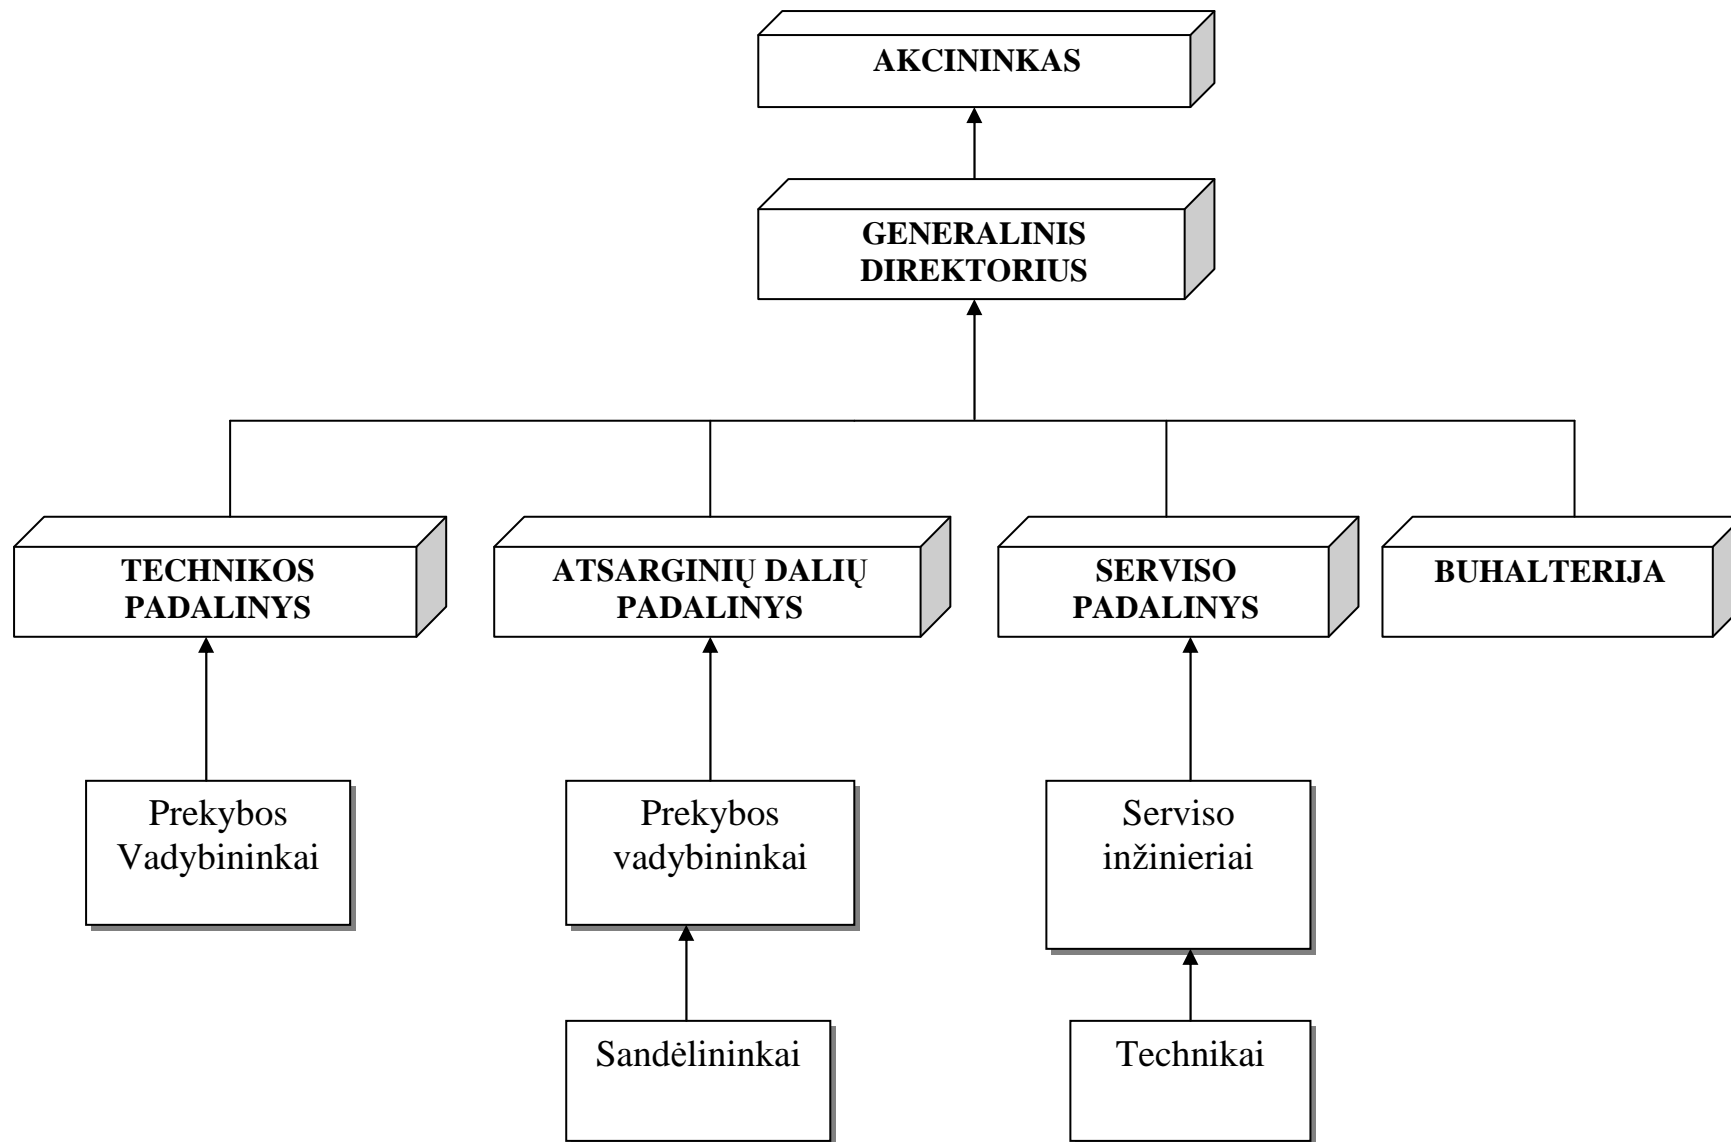 AKCININKAS
GENERALINIS
DIREKTORIUS
TECHNIKOS
PADALINYS
ATSARGINIŲ DALIŲ
PADALINYS
SERVISO
PADALINYS
BUHALTERIJA
Prekybos
Vadybininkai
Prekybos
vadybininkai
Serviso
inžinieriai
Sandėlininkai
Technikai